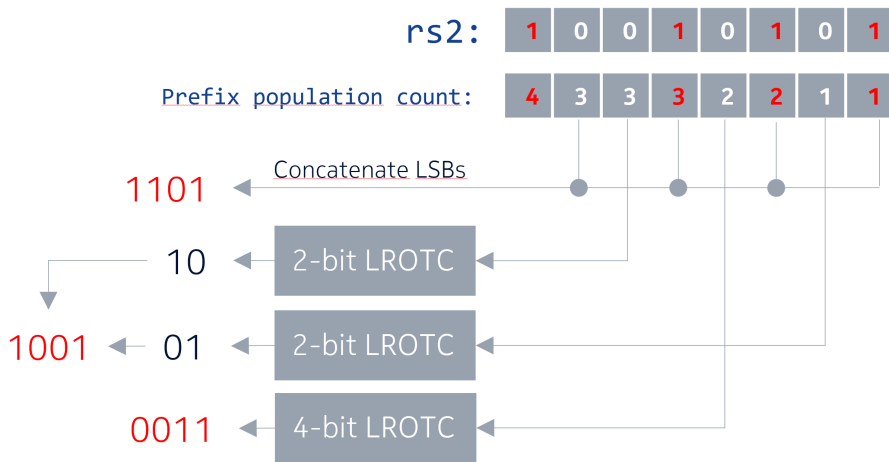 rs2: 1 0 0 1 0 1 0 1
Prefix population count: 4 3 3 3 2 2 1 1
Concatenate LSBs
1101
10 2-bit LROTC
1001 01 2-bit LROTC
0011 4-bit LROTC